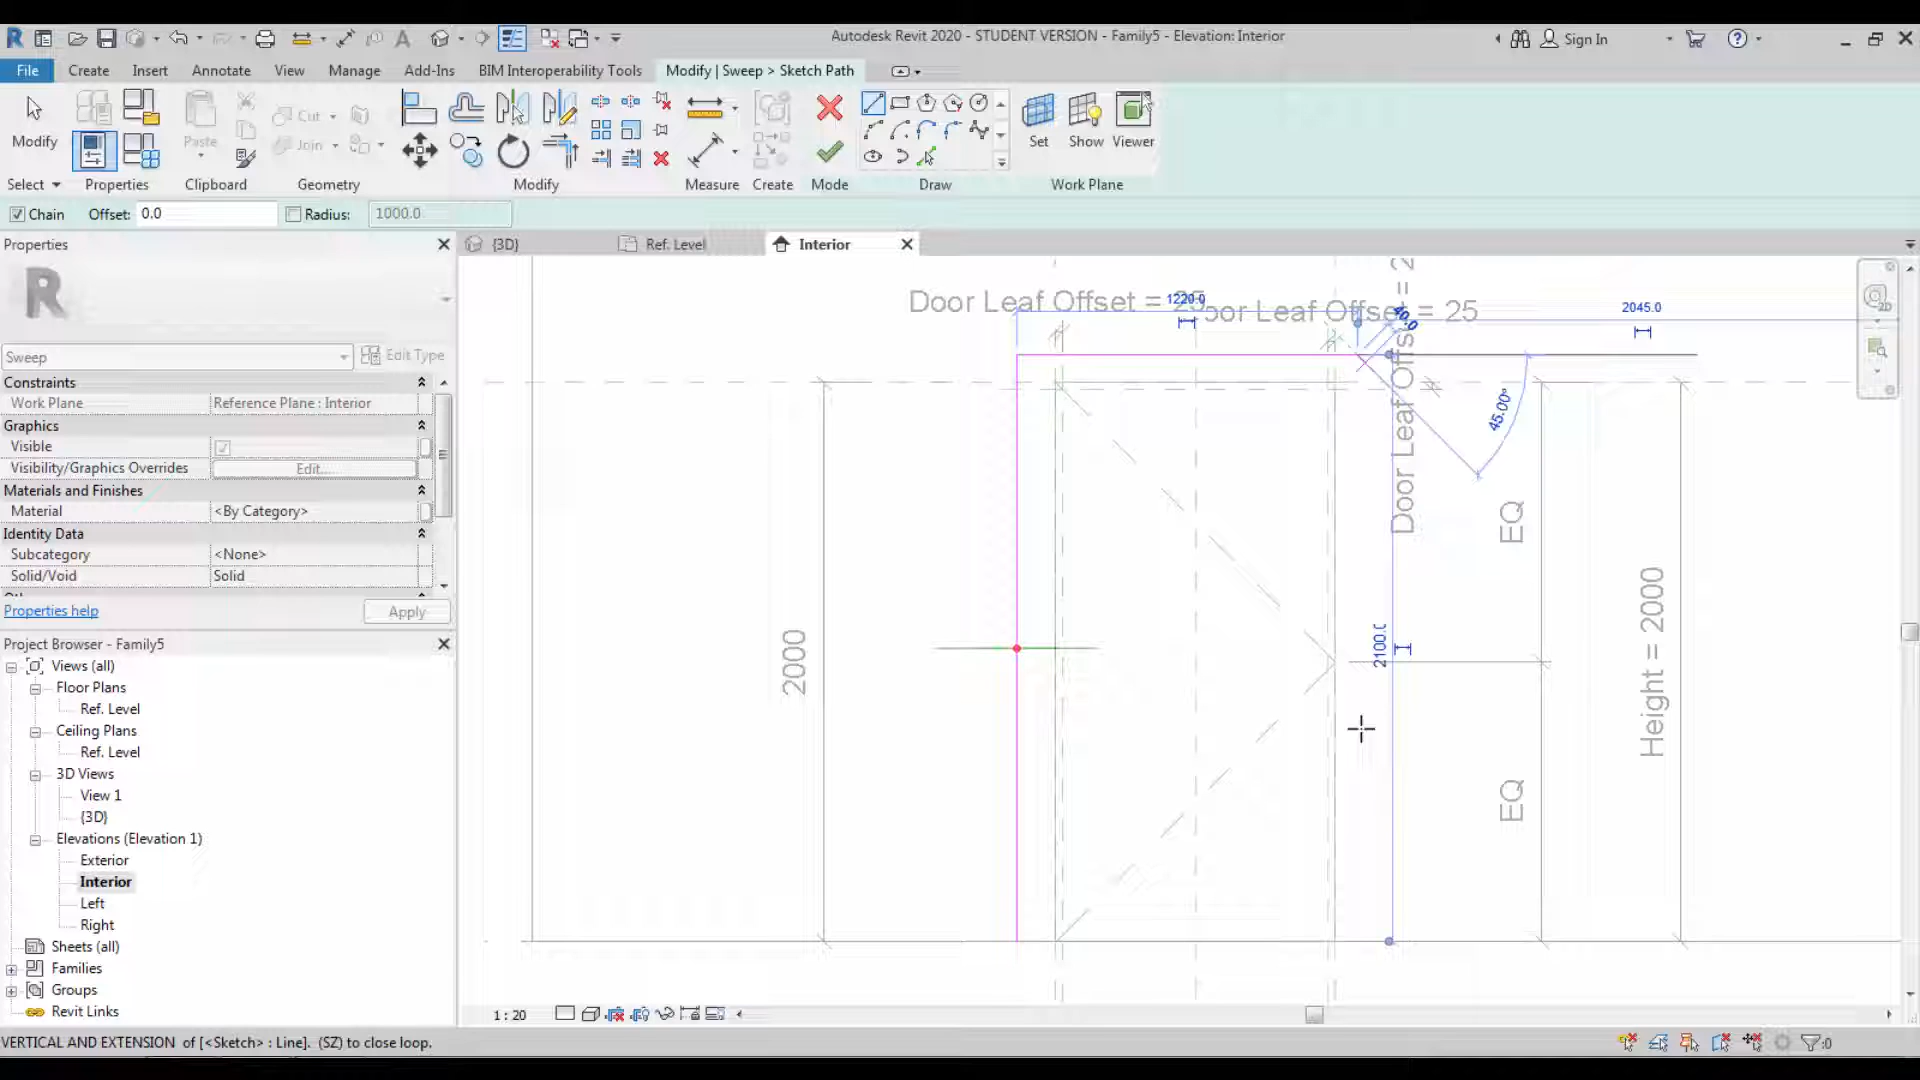 Autodesk Revit 2020 - STUDENT VERSION - Family5 - Elevation: Interior
Sign In
File
Create
Insert
Annotate
View
Manage
Add-Ins
BIM Interoperability Tools
Modify | Sweep > Sketch Path
Modify
Paste
Cut
Join
Set
Show
Viewer
Select
Properties
Clipboard
Geometry
Modify
Measure
Create
Mode
Draw
Work Plane
Chain
Offset: 0.0
Radius: 1000.0
Properties
{3D}
Ref. Level
Interior
Sweep
Edit Type
Constraints
Work Plane Reference Plane : Interior
Graphics
Visible
Visibility/Graphics Overrides Edit...
Materials and Finishes
Material <By Category>
Identity Data
Subcategory <None>
Solid/Void Solid
Properties help
Apply
Project Browser - Family5
Views (all)
Floor Plans
Ref. Level
Ceiling Plans
Ref. Level
3D Views
View 1
{3D}
Elevations (Elevation 1)
Exterior
Interior
Left
Right
Sheets (all)
Families
Groups
Revit Links
Door Leaf Offset = 25
1220.0
Door Leaf Offset = 25
40.0
2045.0
45.00°
EQ
2000
2100.0
Height = 2000
EQ
1 : 20
VERTICAL AND EXTENSION of [<Sketch> : Line]. (SZ) to close loop.
:0